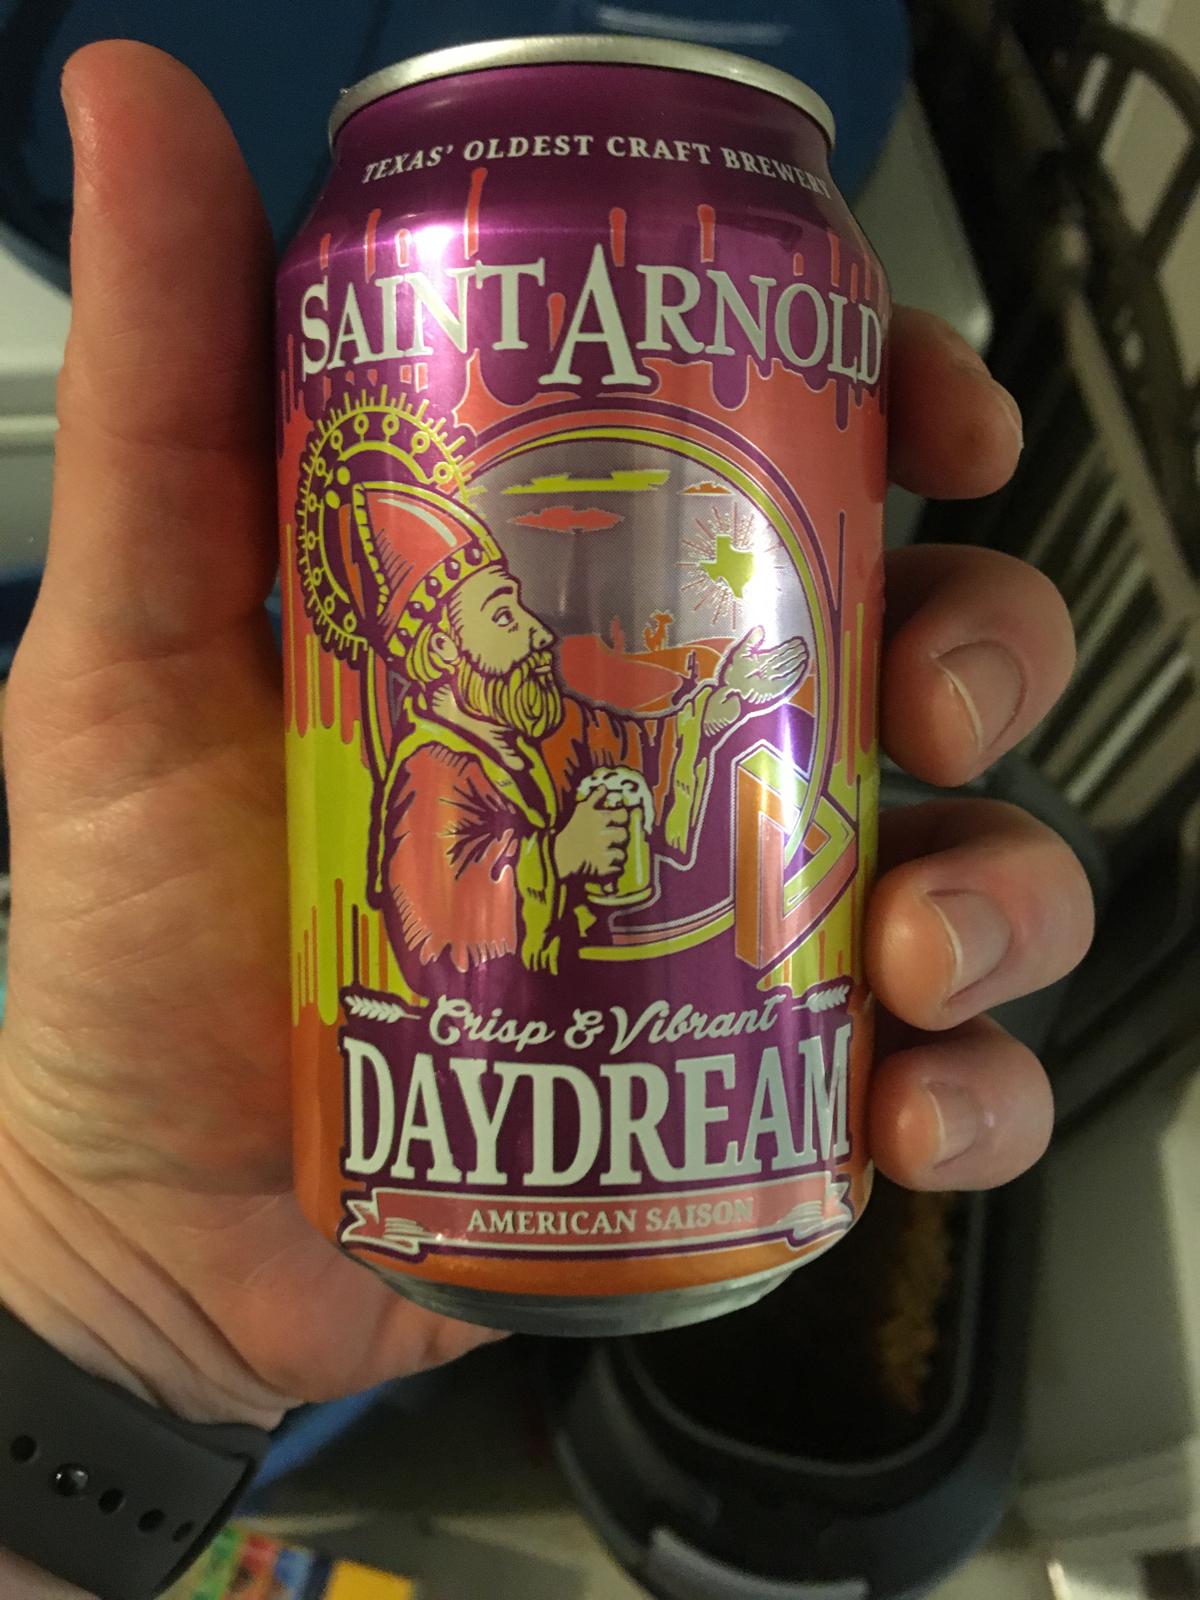 TEXAS' OLDEST CRAFT BREWERY
SAINT ARNOLD
Crisp & Vibrant
DAYDREAM
AMERICAN SAISON